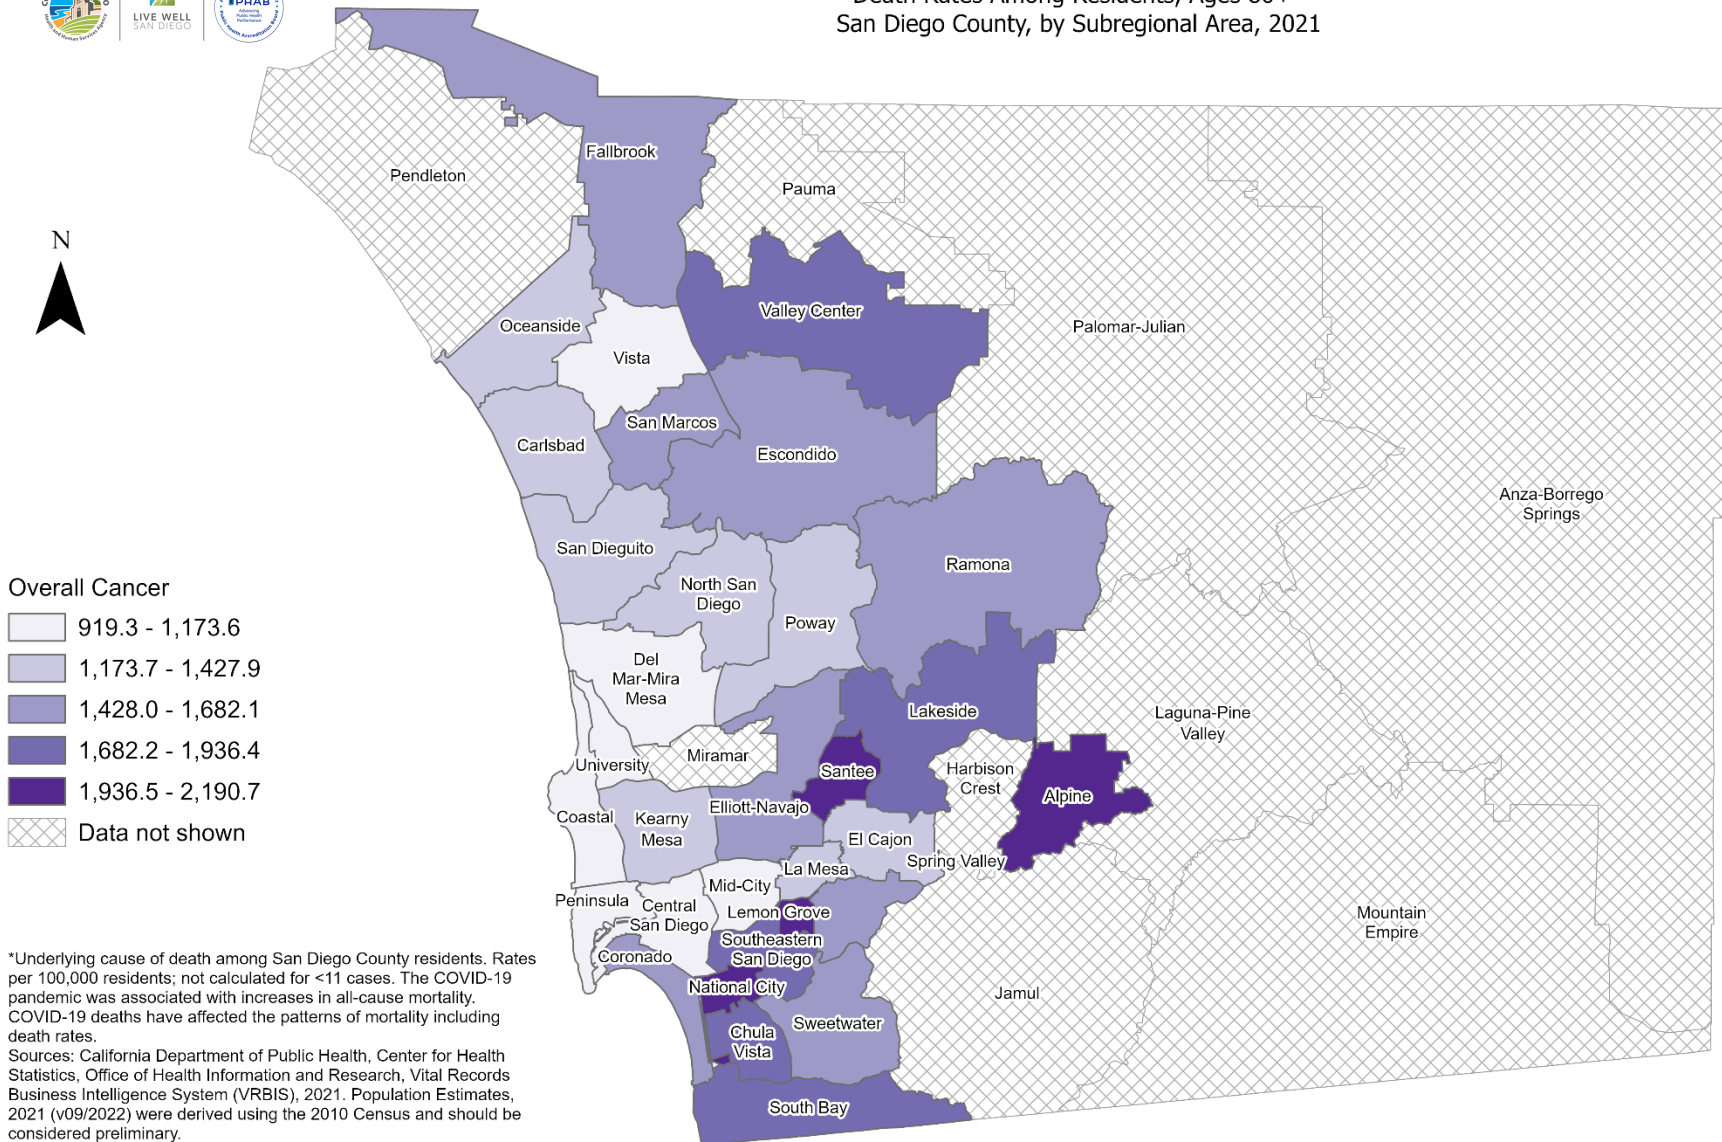 LIVE WELL
SAN DIEGO
PHAB
Advancing
Public Health
Performance
Death Rates Among Residents, Ages 60+
San Diego County, by Subregional Area, 2021
Fallbrook
Pendleton
Pauma
N
Valley Center
Oceanside
Palomar-Julian
Vista
San Marcos
Carlsbad
Escondido
Anza-Borrego
Springs
San Dieguito
Ramona
North San
Diego
Poway
Overall Cancer
919.3 - 1,173.6
1,173.7 - 1,427.9
1,428.0 - 1,682.1
1,682.2 - 1,936.4
1,936.5 - 2,190.7
Data not shown
Del
Mar-Mira
Mesa
Lakeside
Laguna-Pine
Valley
Miramar
University
Santee
Harbison
Crest
Alpine
Elliott-Navajo
Coastal
Kearny
Mesa
El Cajon
Spring Valley
La Mesa
Mid-City
Peninsula
Central
San Diego
Lemon Grove
Mountain
Empire
Southeastern
San Diego
Coronado
National City
Jamul
Sweetwater
Chula
Vista
South Bay
*Underlying cause of death among San Diego County residents. Rates
per 100,000 residents; not calculated for <11 cases. The COVID-19
pandemic was associated with increases in all-cause mortality.
COVID-19 deaths have affected the patterns of mortality including
death rates.
Sources: California Department of Public Health, Center for Health
Statistics, Office of Health Information and Research, Vital Records
Business Intelligence System (VRBIS), 2021. Population Estimates,
2021 (v09/2022) were derived using the 2010 Census and should be
considered preliminary.